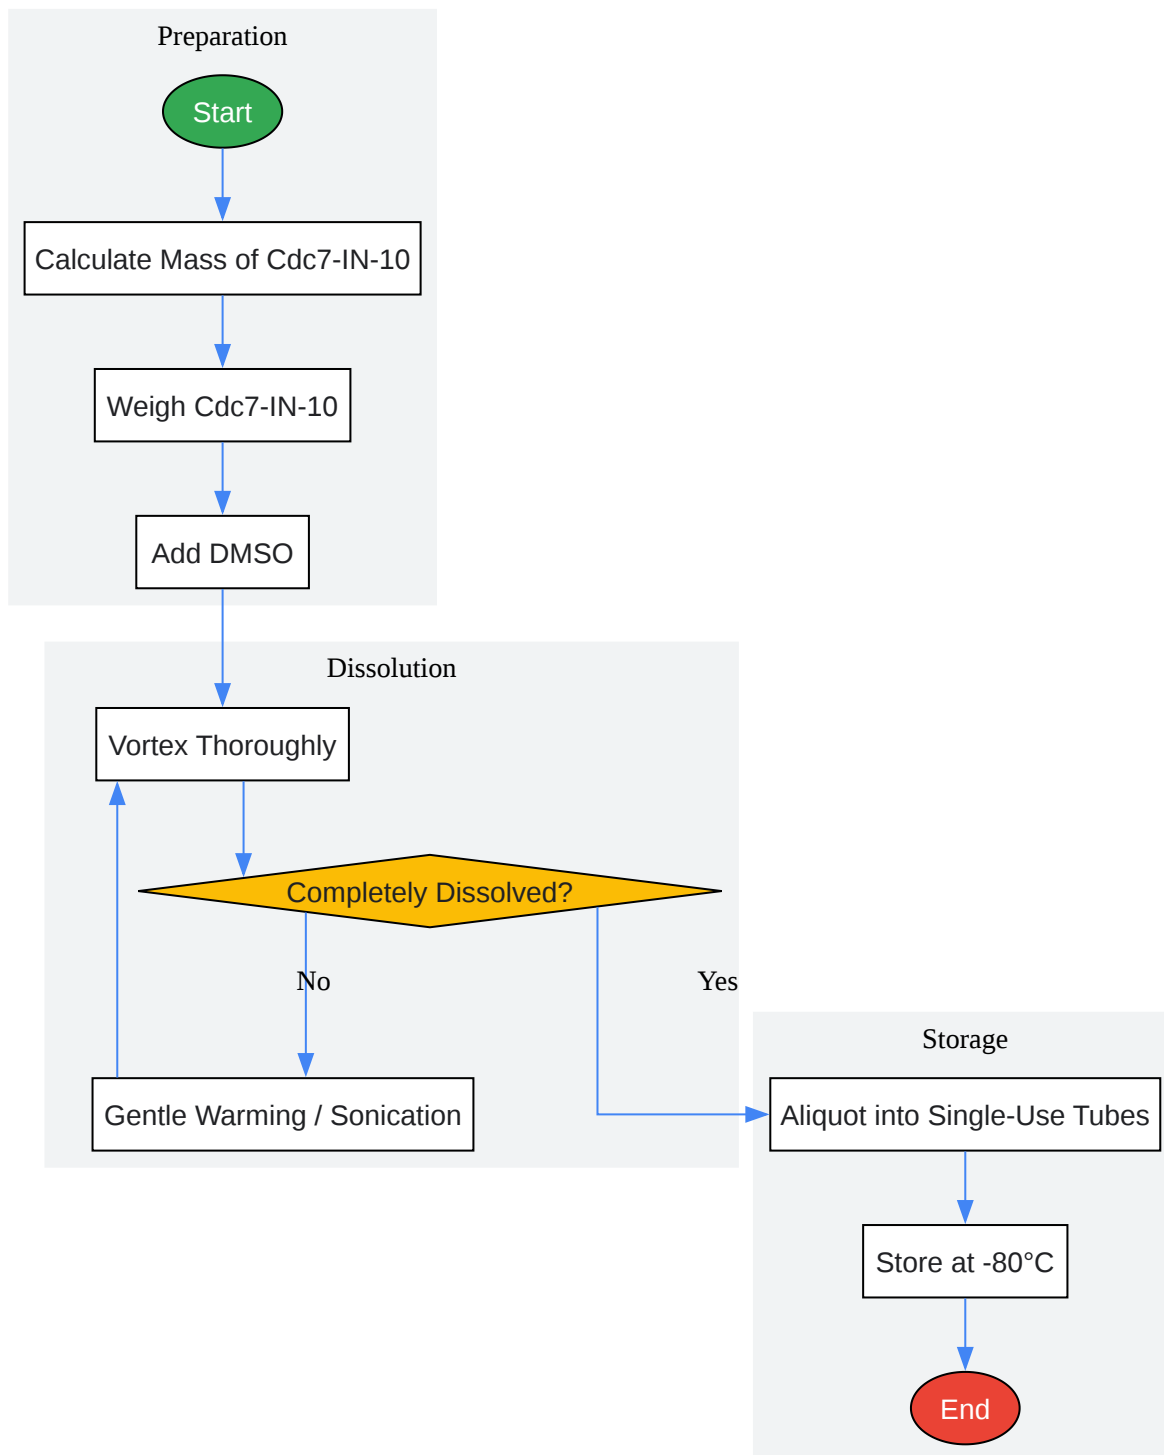 Preparation
Start
Calculate Mass of Cdc7-IN-10
Weigh Cdc7-IN-10
Add DMSO
Dissolution
Vortex Thoroughly
Completely Dissolved?
No
Yes
Gentle Warming / Sonication
Storage
Aliquot into Single-Use Tubes
Store at -80°C
End